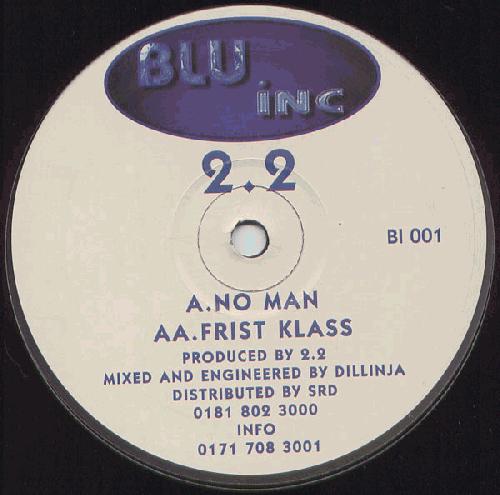 BLU
inc
2.2
BI 001
A.NO MAN
AA.FRIST KLASS
PRODUCED BY 2.2
MIXED AND ENGINEERED BY DILLINJA
DISTRIBUTED BY SRD
0181 802 3000
INFO
0171 708 3001